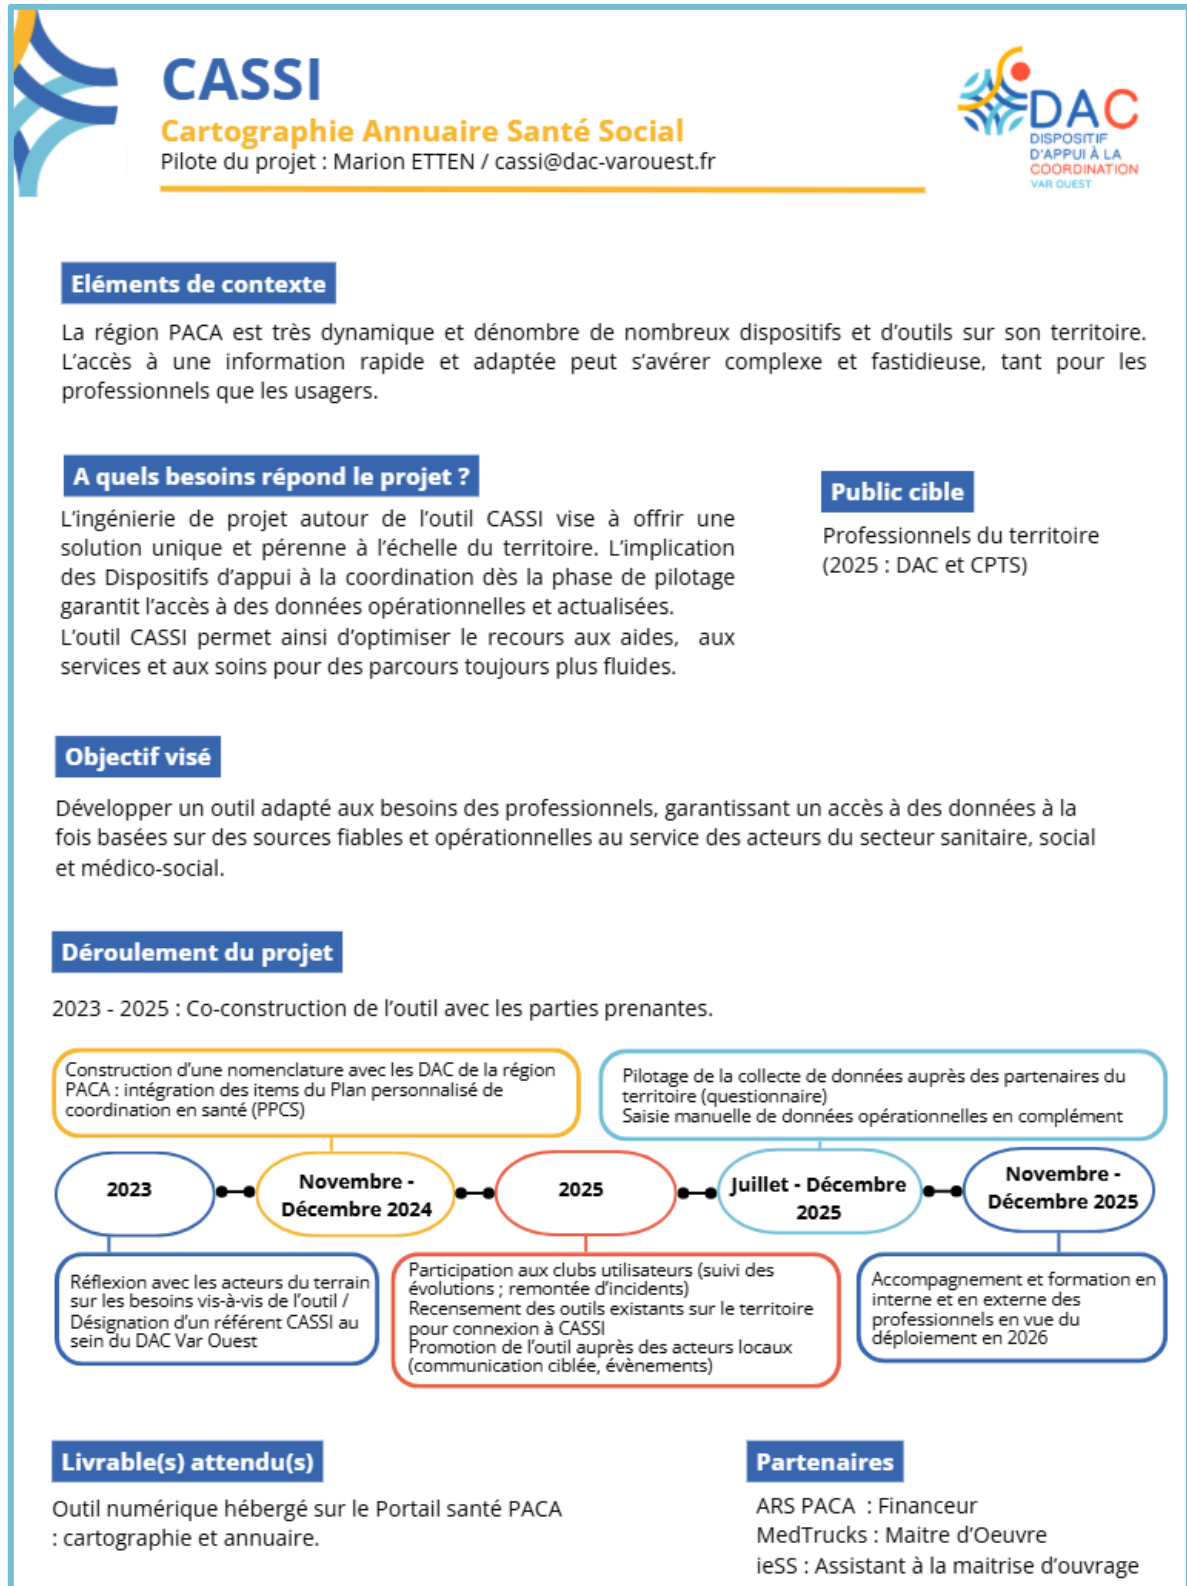 CASSI
Cartographie Annuaire Santé Social
Pilote du projet : Marion ETTEN / cassi@dac-varouest.fr
DAC
DISPOSITIF
D'APPUI À LA
COORDINATION
VAR OUEST
Eléments de contexte
La région PACA est très dynamique et dénombre de nombreux dispositifs et d'outils sur son territoire.
L'accès à une information rapide et adaptée peut s'avérer complexe et fastidieuse, tant pour les
professionnels que les usagers.
A quels besoins répond le projet ?
L'ingénierie de projet autour de l'outil CASSI vise à offrir une
solution unique et pérenne à l'échelle du territoire. L'implication
des Dispositifs d'appui à la coordination dès la phase de pilotage
garantit l'accès à des données opérationnelles et actualisées.
L'outil CASSI permet ainsi d'optimiser le recours aux aides, aux
services et aux soins pour des parcours toujours plus fluides.
Public cible
Professionnels du territoire
(2025 : DAC et CPTS)
Objectif visé
Développer un outil adapté aux besoins des professionnels, garantissant un accès à des données à la
fois basées sur des sources fiables et opérationnelles au service des acteurs du secteur sanitaire, social
et médico-social.
Déroulement du projet
2023 - 2025 : Co-construction de l'outil avec les parties prenantes.
Construction d'une nomenclature avec les DAC de la région
PACA : intégration des items du Plan personnalisé de
coordination en santé (PPCS)
Pilotage de la collecte de données auprès des partenaires du
territoire (questionnaire)
Saisie manuelle de données opérationnelles en complément
2023
Novembre -
Décembre 2024
2025
Juillet - Décembre
2025
Novembre -
Décembre 2025
Réflexion avec les acteurs du terrain
sur les besoins vis-à-vis de l'outil /
Désignation d'un référent CASSI au
sein du DAC Var Ouest
Participation aux clubs utilisateurs (suivi des
évolutions ; remontée d'incidents)
Recensement des outils existants sur le territoire
pour connexion à CASSI
Promotion de l'outil auprès des acteurs locaux
(communication ciblée, évènements)
Accompagnement et formation en
interne et en externe des
professionnels en vue du
déploiement en 2026
Livrable(s) attendu(s)
Outil numérique hébergé sur le Portail santé PACA
: cartographie et annuaire.
Partenaires
ARS PACA : Financeur
MedTrucks : Maitre d'Oeuvre
ieSS : Assistant à la maitrise d'ouvrage